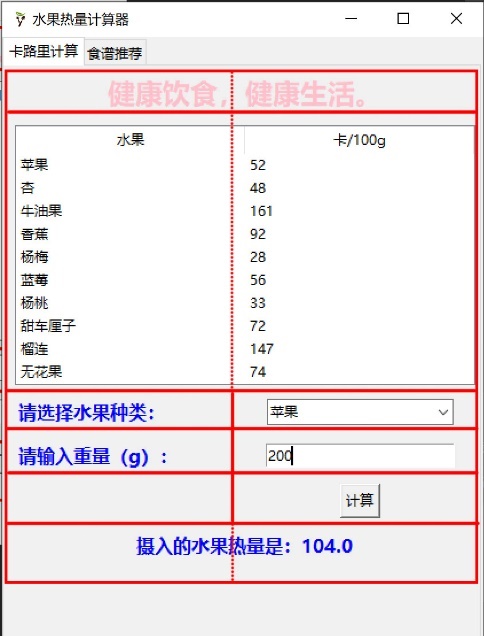 水果热量计算器
卡路里计算 食谱推荐
健康饮食，健康生活。
水果 卡/100g
苹果 52
杏 48
牛油果 161
香蕉 92
杨梅 28
蓝莓 56
杨桃 33
甜车厘子 72
榴连 147
无花果 74
请选择水果种类： 苹果
请输入重量（g）： 200
计算
摄入的水果热量是：104.0